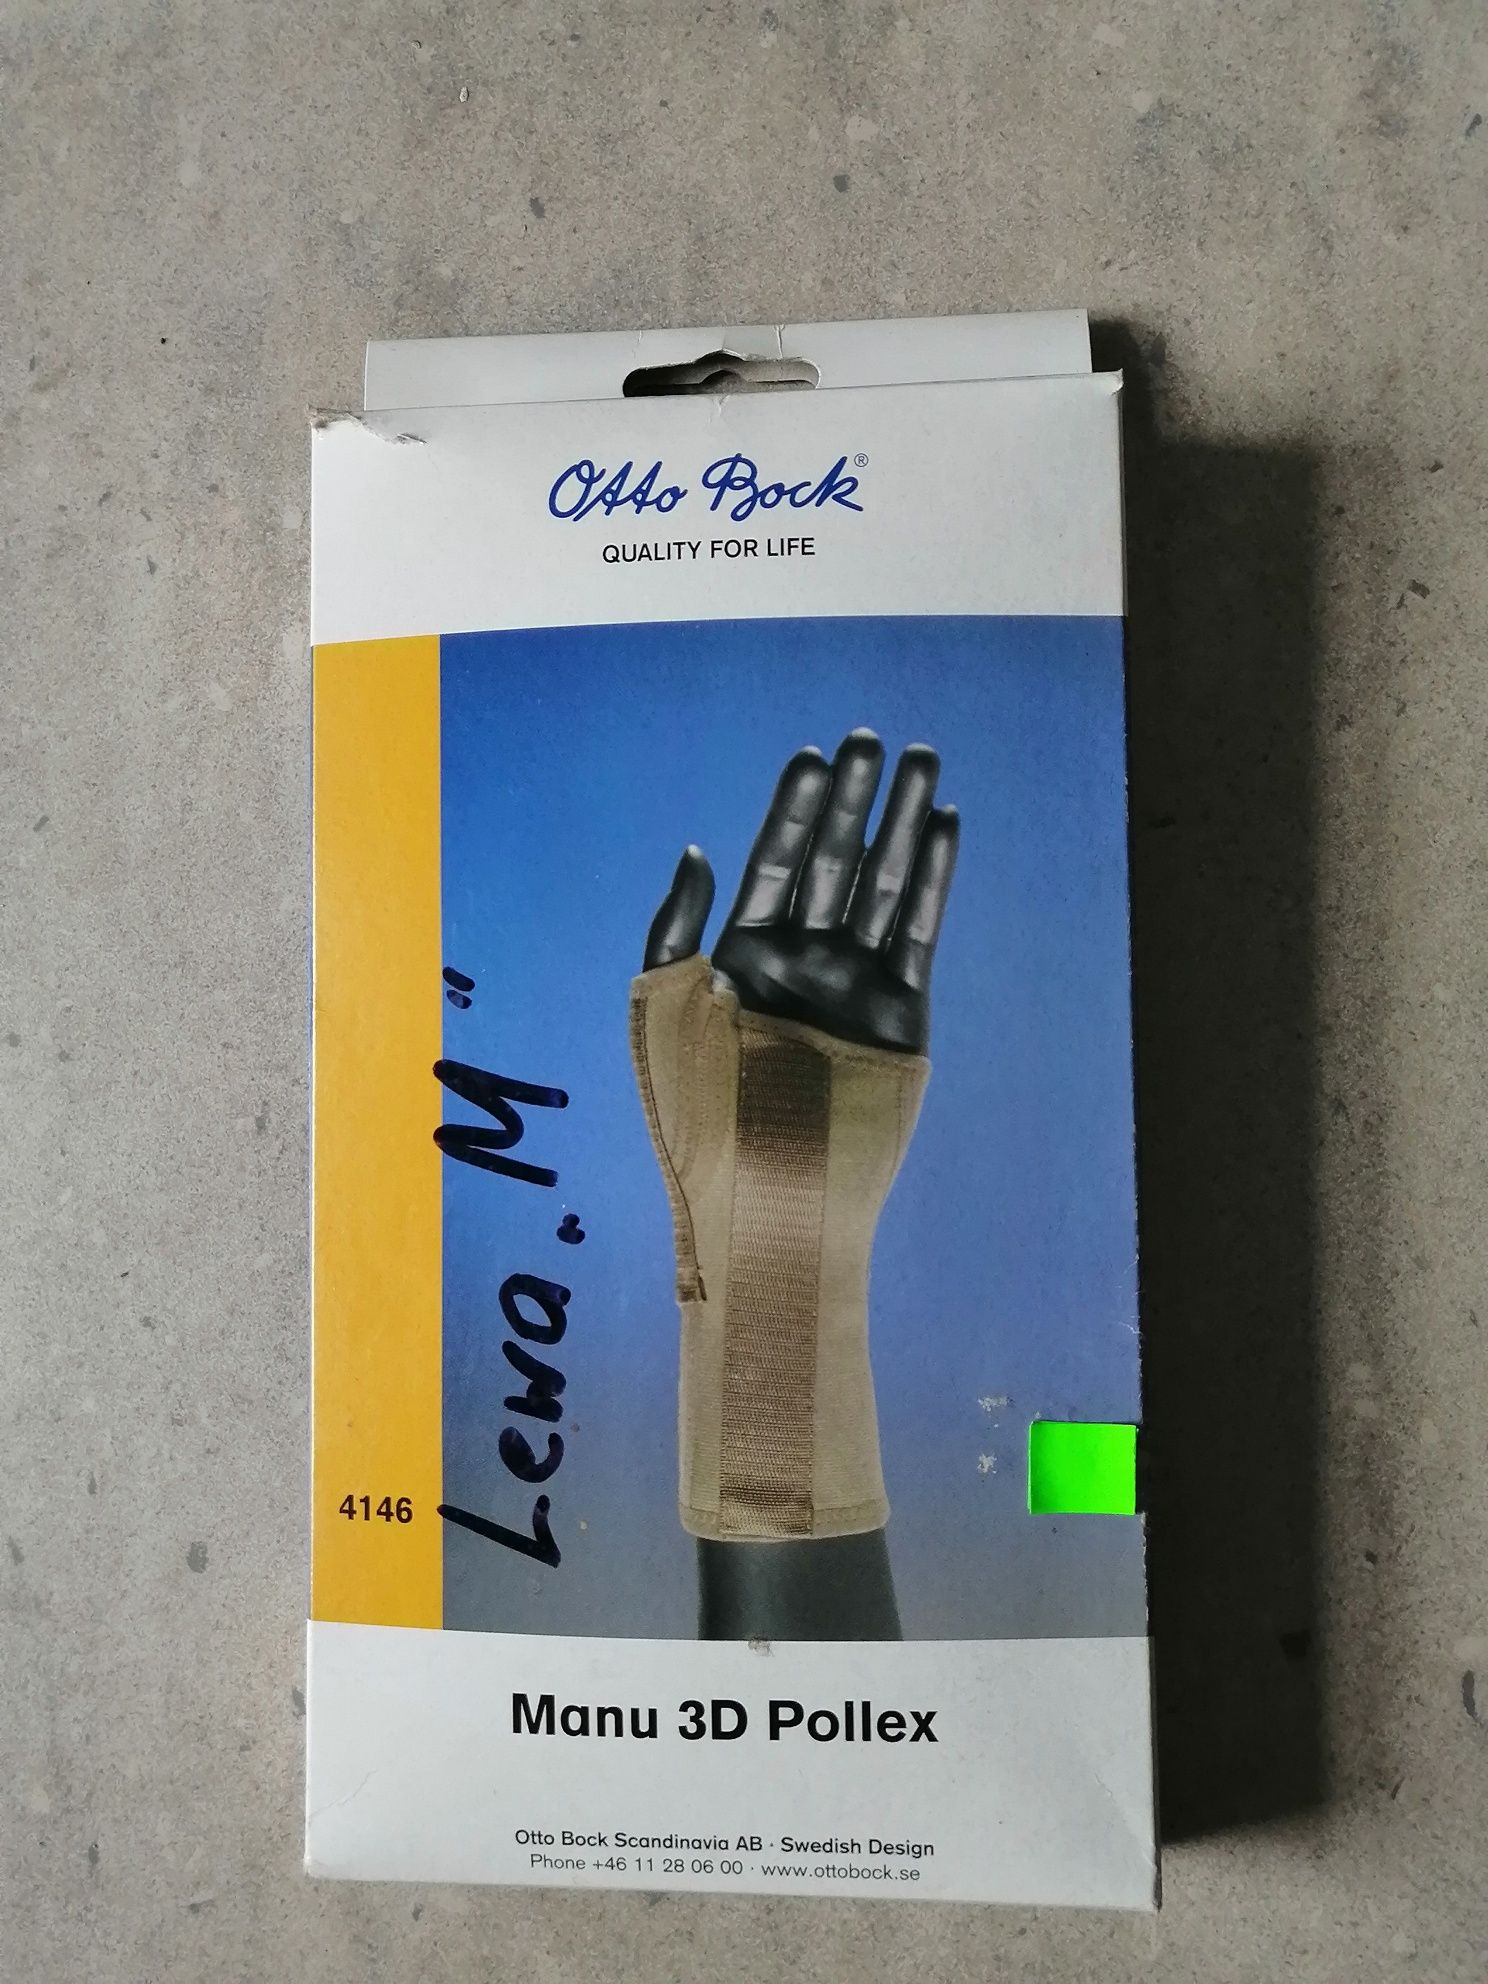 Otto Bock®
QUALITY FOR LIFE
Lewa „M"
4146
Manu 3D Pollex
Otto Bock Scandinavia AB · Swedish Design
Phone +46 11 28 06 00 · www.ottobock.se